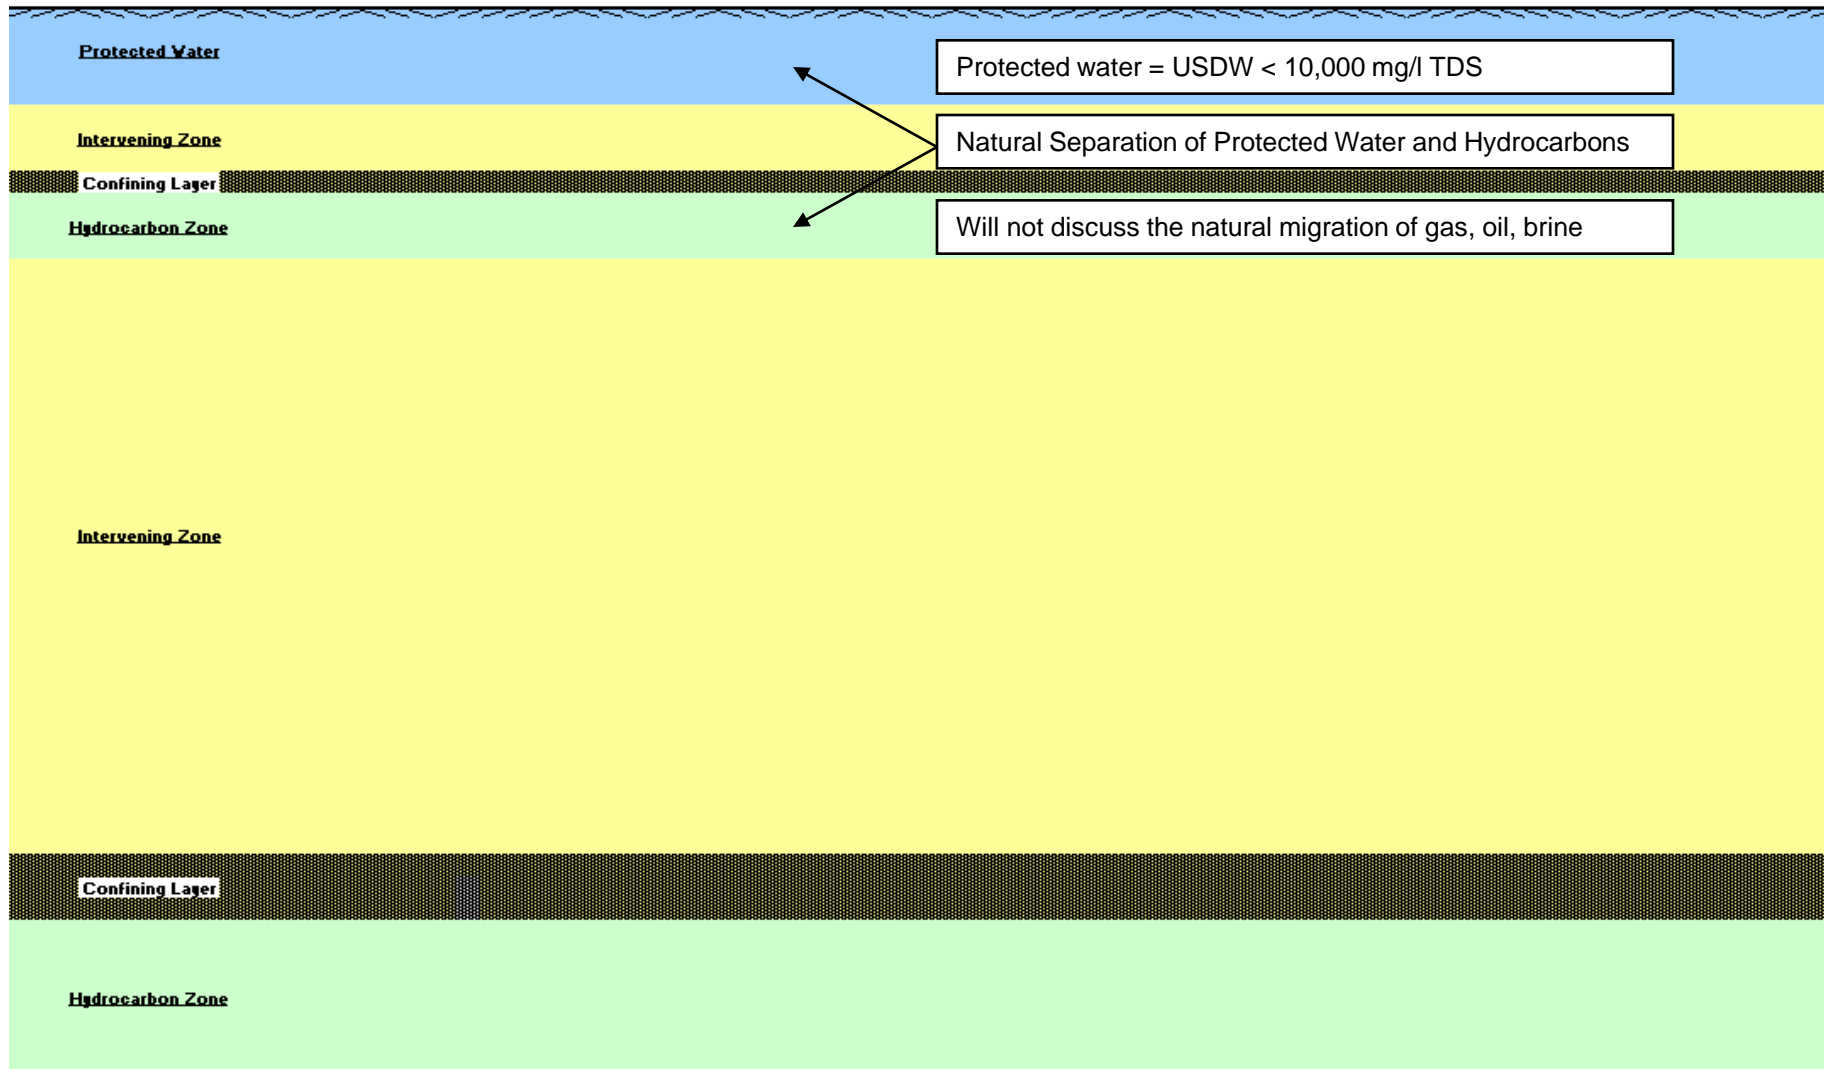 Protected Water
Protected water = USDW < 10,000 mg/l TDS
Intervening Zone
Natural Separation of Protected Water and Hydrocarbons
Confining Layer
Hydrocarbon Zone
Will not discuss the natural migration of gas, oil, brine
Intervening Zone
Confining Layer
Hydrocarbon Zone